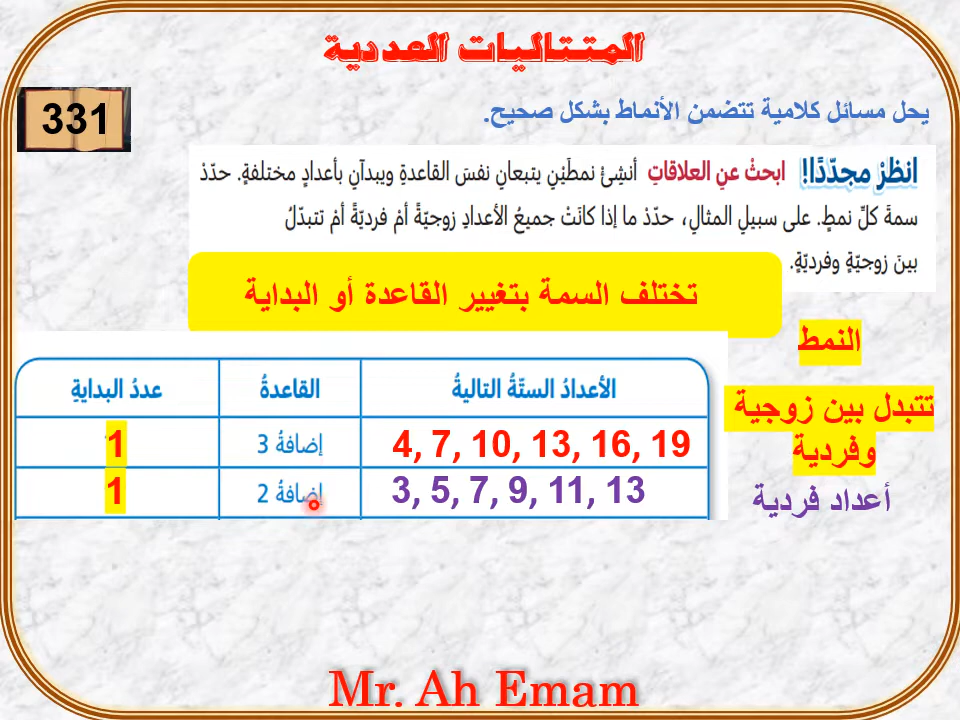 المتتاليات العددية
331
يحل مسائل كلامية تتضمن الأنماط بشكل صحيح.
انظرْ مجدّدًا! ابحثْ عنِ العلاقاتِ أنشِئْ نمطَيْنِ يتبعانِ نفسَ القاعدةِ ويبدآنِ بأعدادٍ مختلفةٍ. حدّدْ
سمةَ كلِّ نمطٍ. على سبيلِ المثالِ، حدّدْ ما إذا كانَتْ جميعُ الأعدادِ زوجيّةً أمْ فرديّةً أمْ تتبدّلُ
بينَ زوجيّةٍ وفرديّةٍ.
تختلف السمة بتغيير القاعدة أو البداية
النمط
الأعدادُ الستّةُ التاليةُ القاعدةُ عددُ البدايةِ
4, 7, 10, 13, 16, 19 إضافةُ 3 1
تتبدل بين زوجية
وفردية
3, 5, 7, 9, 11, 13 إضافةُ 2 1
أعداد فردية
Mr. Ah Emam